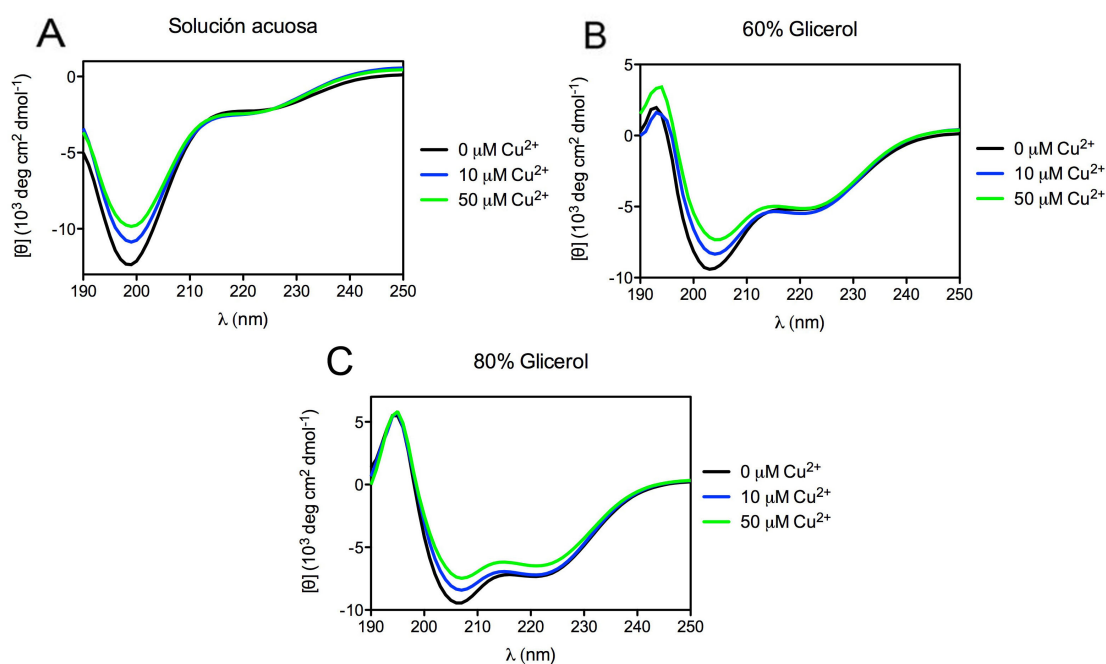 A
Solución acuosa
0
-5
-10
190 200 210 220 230 240 250
λ (nm)
[θ] (10³ deg cm² dmol⁻¹)
0 μM Cu²⁺
10 μM Cu²⁺
50 μM Cu²⁺
B
60% Glicerol
5
0
-5
-10
190 200 210 220 230 240 250
λ (nm)
[θ] (10³ deg cm² dmol⁻¹)
0 μM Cu²⁺
10 μM Cu²⁺
50 μM Cu²⁺
C
80% Glicerol
5
0
-5
-10
190 200 210 220 230 240 250
λ (nm)
[θ] (10³ deg cm² dmol⁻¹)
0 μM Cu²⁺
10 μM Cu²⁺
50 μM Cu²⁺